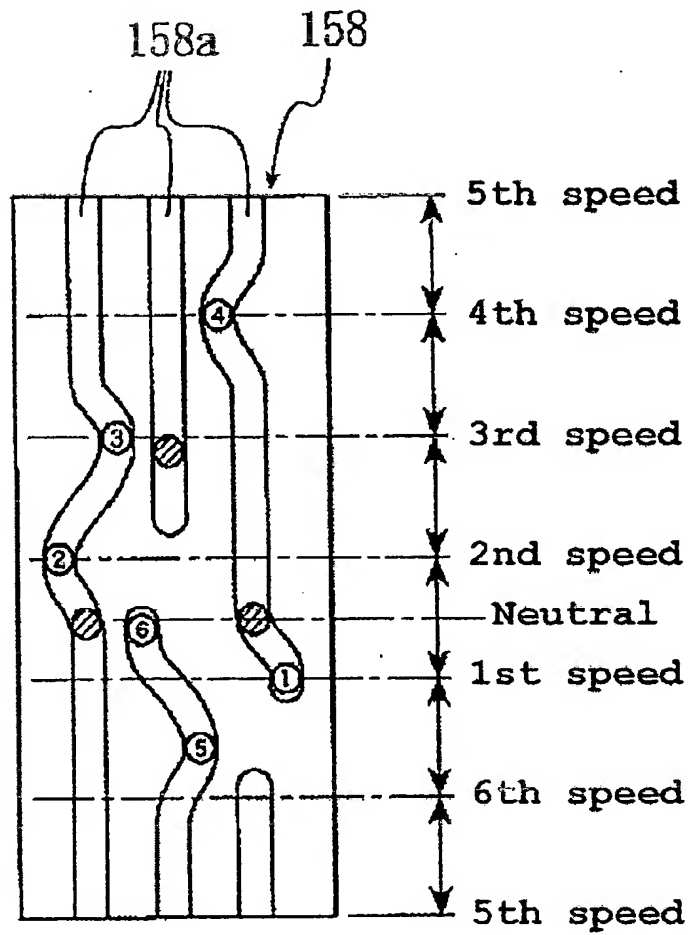 158a 158
5th speed
4
4th speed
3
3rd speed
2
2nd speed
6
Neutral
1
1st speed
5
6th speed
5th speed